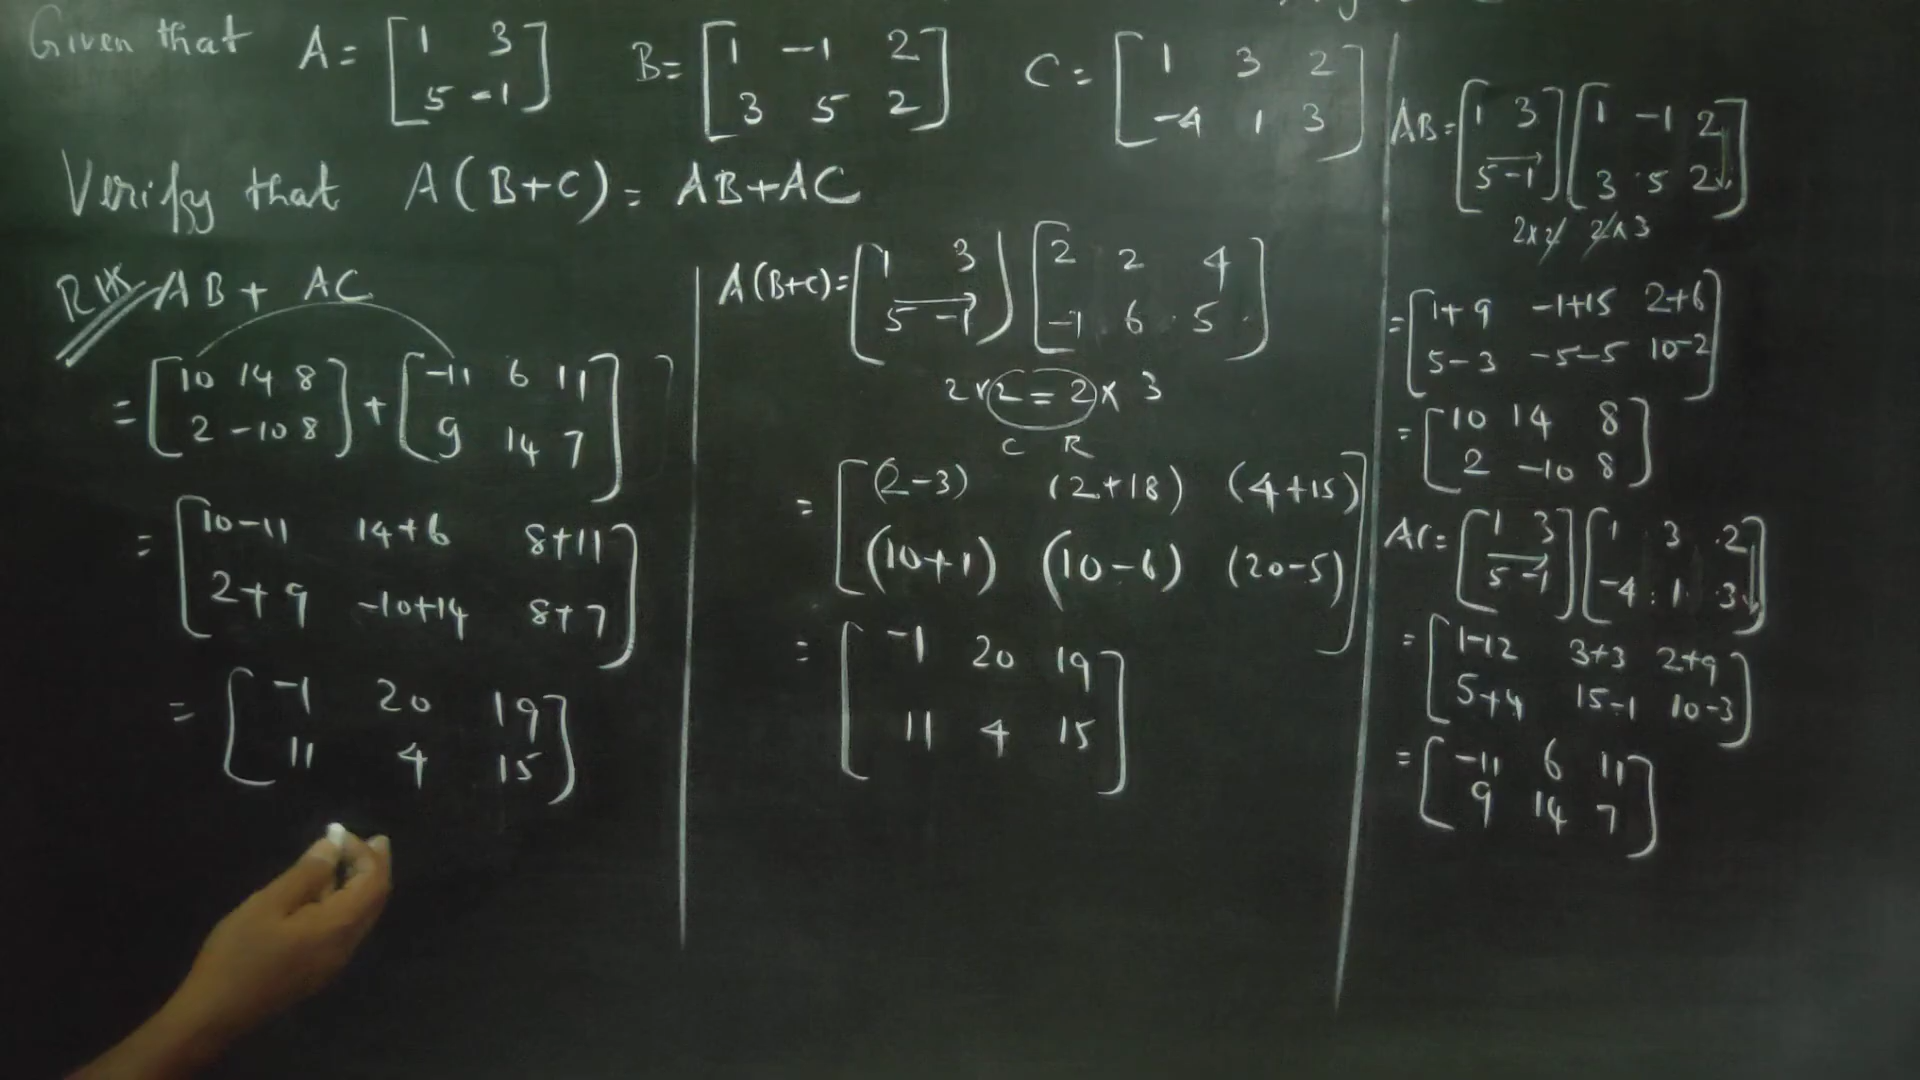 Given that A = [1 3 5 -1] B = [1 -1 2 3 5 2] C = [1 3 2 -4 1 3]
Verify that A(B+C) = AB+AC
RHS AB + AC
= [10 14 8 2 -10 8] + [-11 6 11 9 14 7]
= [10-11 14+6 8+11 2+9 -10+14 8+7]
= [-1 20 19 11 4 15]
A(B+C) = [1 3 5 -1) [2 2 4 -1 6 5]
2×2 = 2×3
C R
= [(2-3) (2+18) (4+15) (10+1) (10-6) (20-5)]
= [-1 20 19 11 4 15]
AB = [1 3 5 -1] [1 -1 2 3 5 2]
2×2 2×3
= [1+9 -1+15 2+6 5-3 -5-5 10-2]
= [10 14 8 2 -10 8]
AC = [1 3 5 -1] [1 3 2 -4 1 3]
= [1-12 3+3 2+9 5+4 15-1 10-3]
= [-11 6 11 9 14 7]